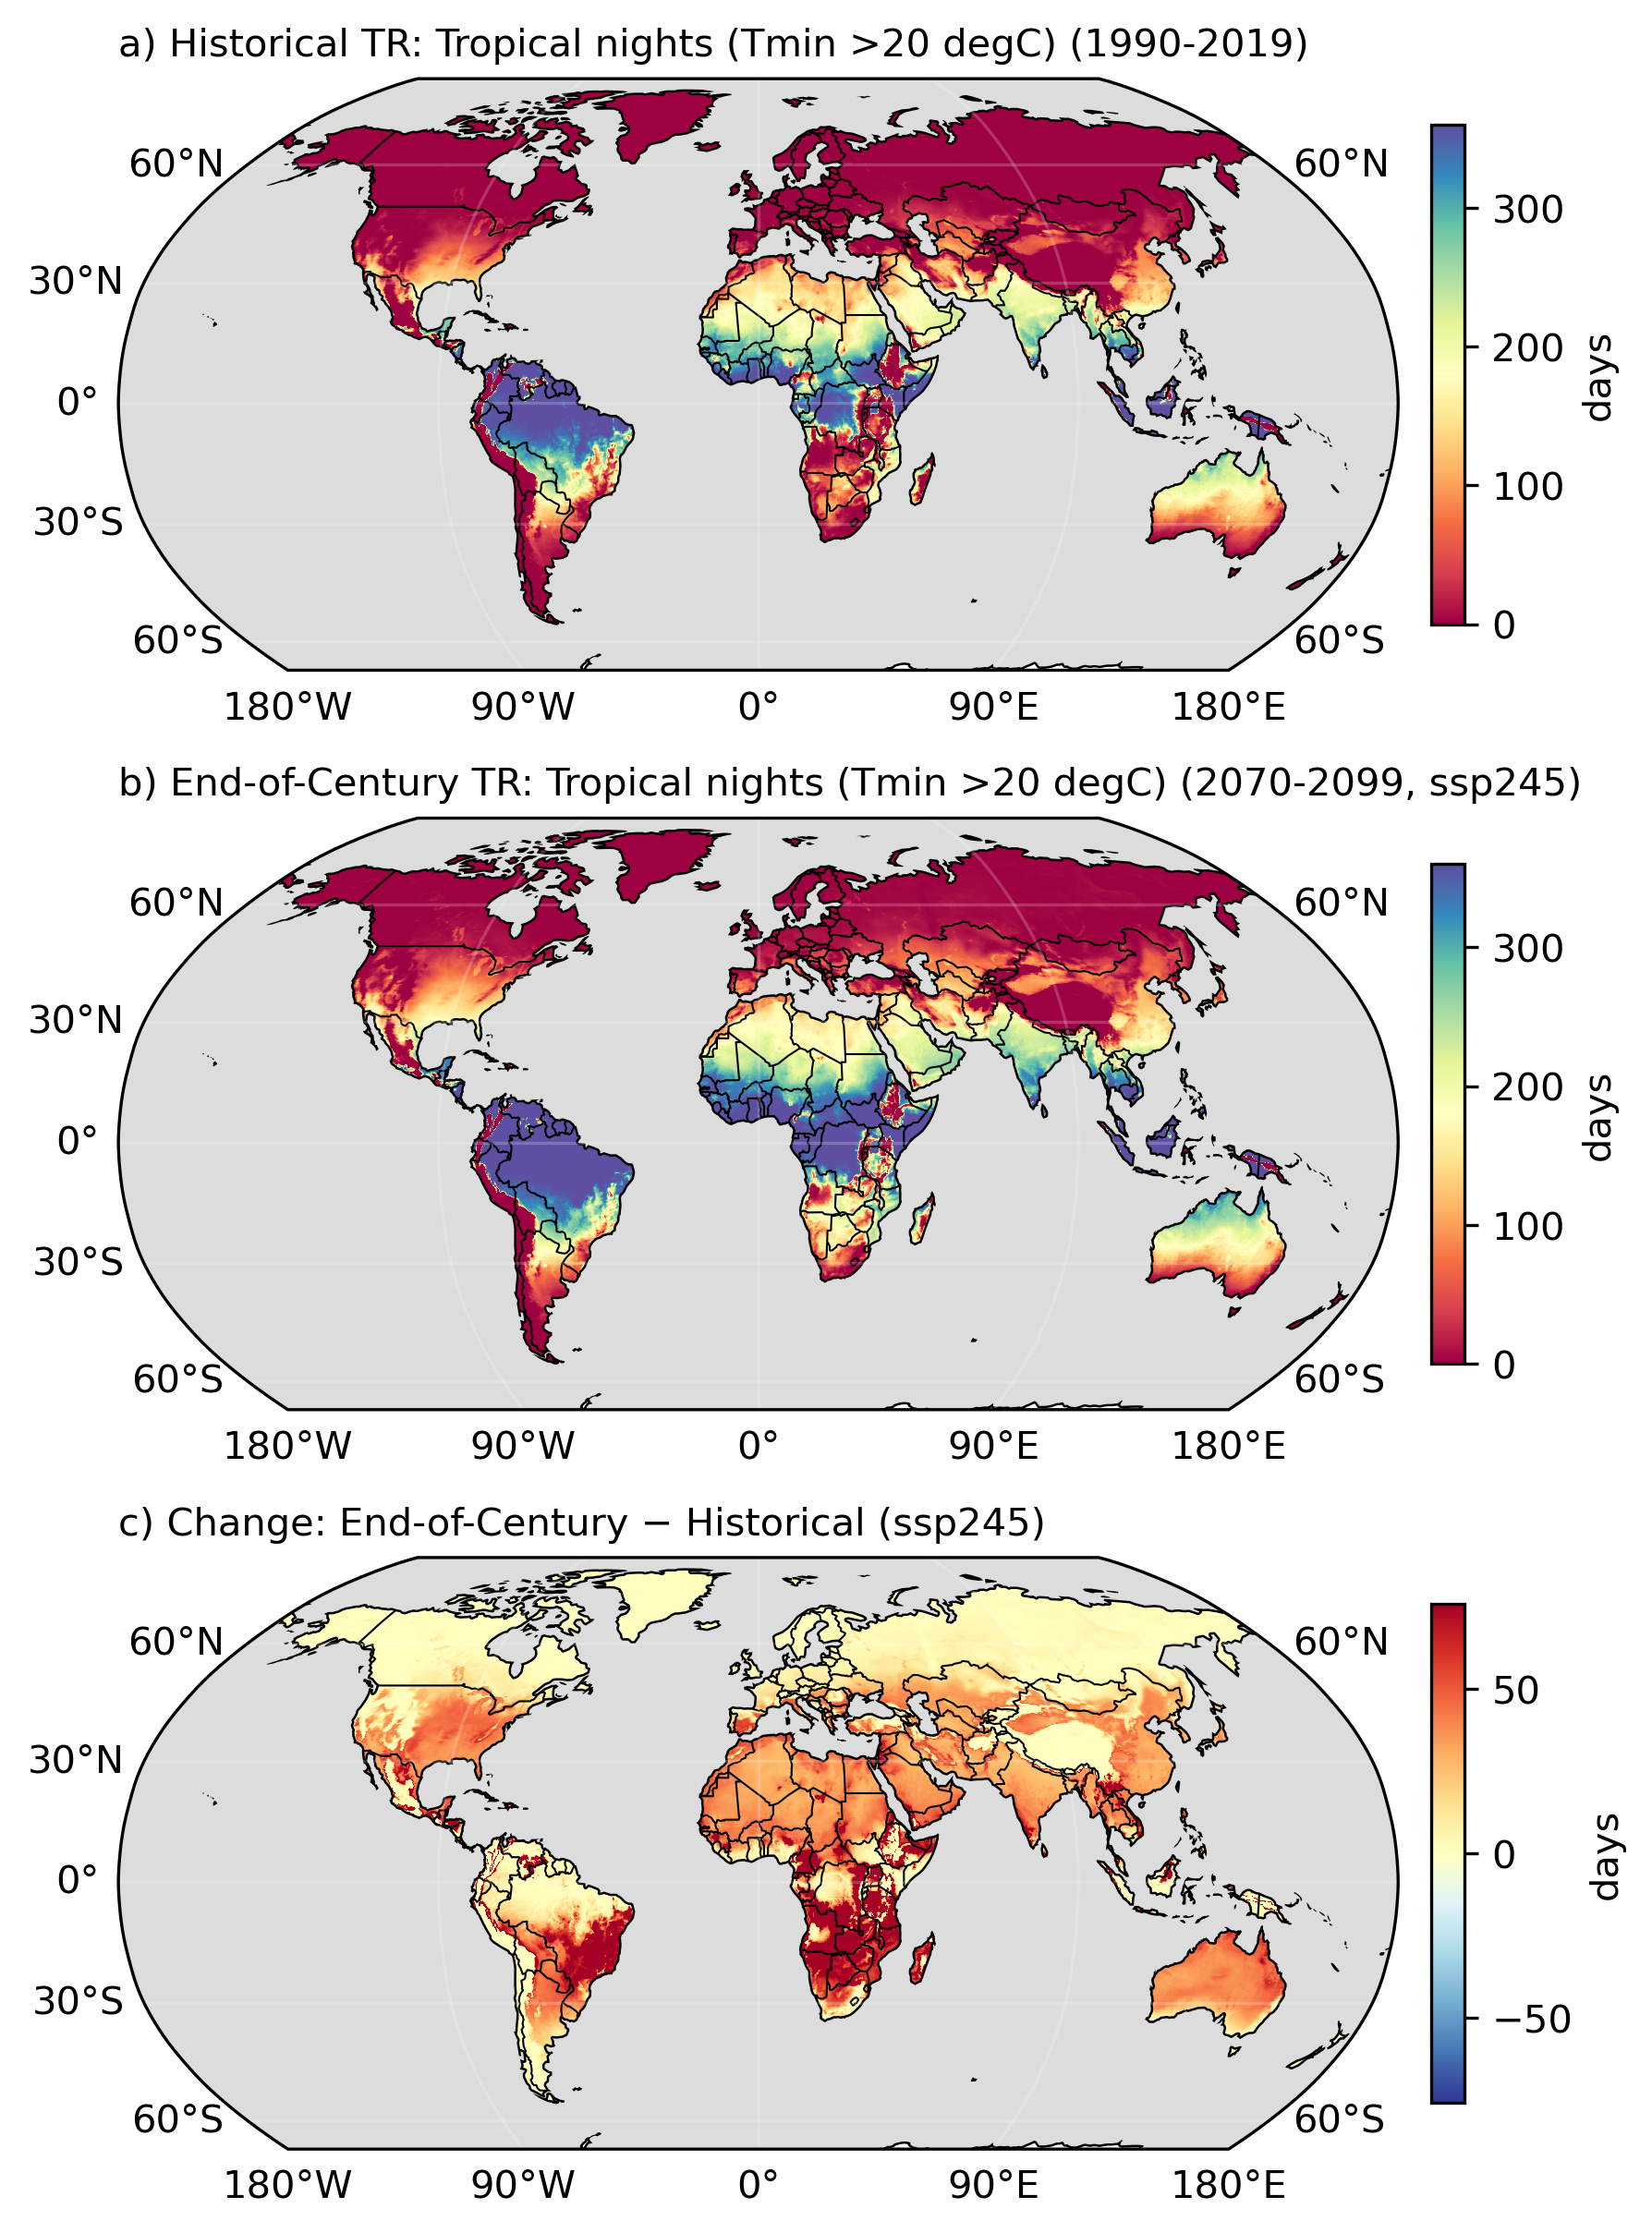 a) Historical TR: Tropical nights (Tmin >20 degC) (1990-2019)
60°N 60°N
300
30°N
200
days
0°
100
30°S
0
60°S 60°S
180°W 90°W 0° 90°E 180°E
b) End-of-Century TR: Tropical nights (Tmin >20 degC) (2070-2099, ssp245)
60°N 60°N
300
30°N
200
days
0°
100
30°S
0
60°S 60°S
180°W 90°W 0° 90°E 180°E
c) Change: End-of-Century − Historical (ssp245)
60°N 60°N
50
30°N
0
days
0°
30°S
−50
60°S 60°S
180°W 90°W 0° 90°E 180°E